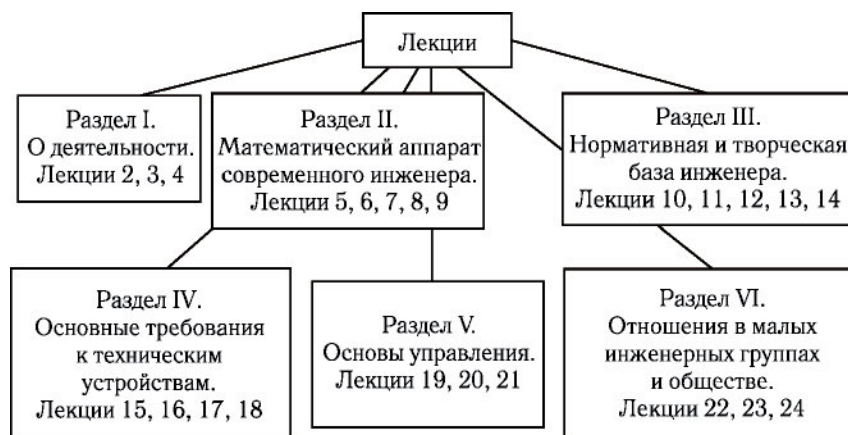 Лекции
Раздел I.
О деятельности.
Лекции 2, 3, 4
Раздел II.
Математический аппарат
современного инженера.
Лекции 5, 6, 7, 8, 9
Раздел III.
Нормативная и творческая
база инженера.
Лекции 10, 11, 12, 13, 14
Раздел IV.
Основные требования
к техническим
устройствам.
Лекции 15, 16, 17, 18
Раздел V.
Основы управления.
Лекции 19, 20, 21
Раздел VI.
Отношения в малых
инженерных группах
и обществе.
Лекции 22, 23, 24